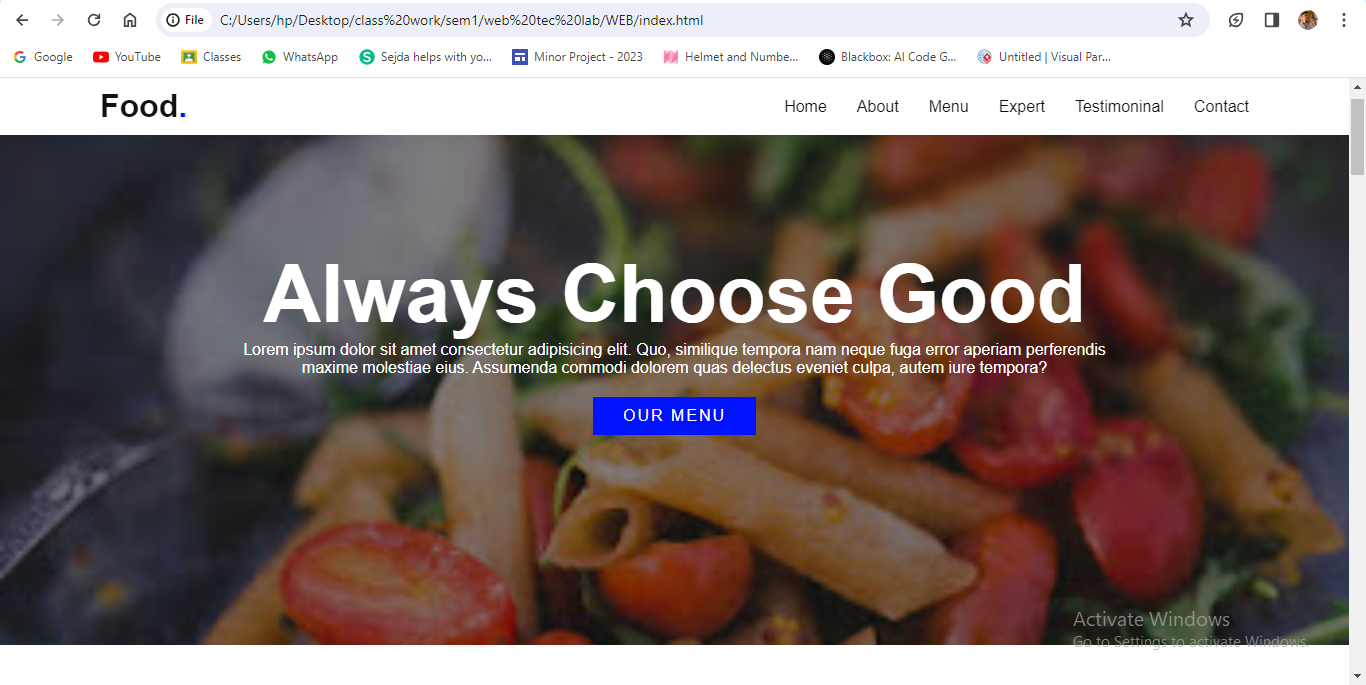 File C:/Users/hp/Desktop/class%20work/sem1/web%20tec%20lab/WEB/index.html
Google YouTube Classes WhatsApp Sejda helps with yo... Minor Project - 2023 Helmet and Numbe... Blackbox: AI Code G... Untitled | Visual Par...
Food. Home About Menu Expert Testimoninal Contact
Always Choose Good
Lorem ipsum dolor sit amet consectetur adipisicing elit. Quo, similique tempora nam neque fuga error aperiam perferendis
maxime molestiae eius. Assumenda commodi dolorem quas delectus eveniet culpa, autem iure tempora?
OUR MENU
Activate Windows
Go to Settings to activate Windows.